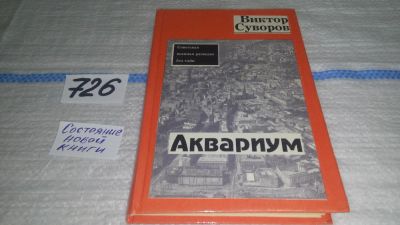 Виктор
Суворов
Советская
военная разведка
без тайн
Аквариум
726
Состояние
новой
книги